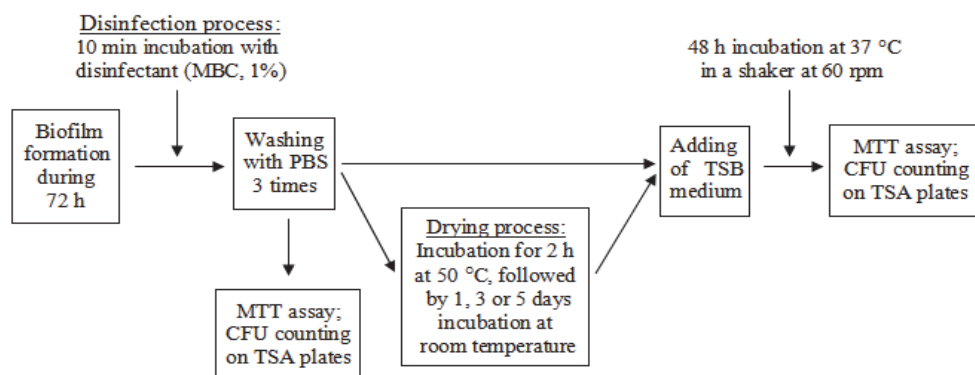 Disinfection process:
10 min incubation with
disinfectant (MBC, 1%)
48 h incubation at 37 °C
in a shaker at 60 rpm
Biofilm
formation
during
72 h
Washing
with PBS
3 times
Adding
of TSB
medium
MTT assay;
CFU counting
on TSA plates
Drying process:
Incubation for 2 h
at 50 °C, followed
by 1, 3 or 5 days
incubation at
room temperature
MTT assay;
CFU counting
on TSA plates